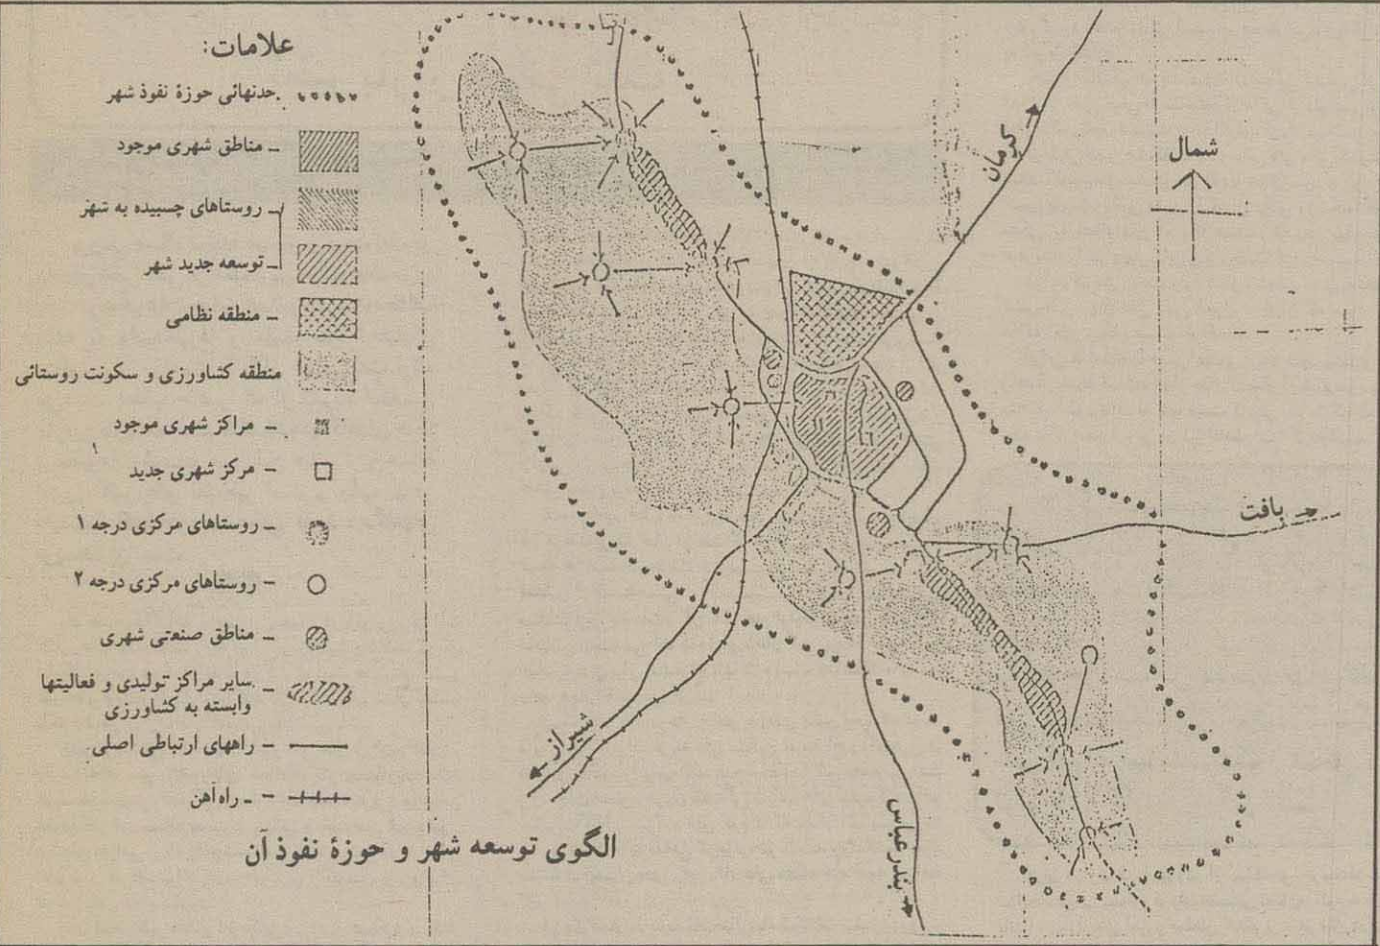 علامات:
حدنهائی حوزهٔ نفوذ شهر
مناطق شهری موجود
روستاهای چسبیده به شهر
توسعه جدید شهر
منطقه نظامی
منطقه کشاورزی و سکونت روستائی
مراکز شهری موجود
مرکز شهری جدید
روستاهای مرکزی درجه ۱
روستاهای مرکزی درجه ۲
مناطق صنعتی شهری
سایر مراکز تولیدی و فعالیتها
وابسته به کشاورزی
راههای ارتباطی اصلی
راه‌آهن
کرمان
شمال
بافت
شیراز
بندرعباس
الگوی توسعه شهر و حوزهٔ نفوذ آن